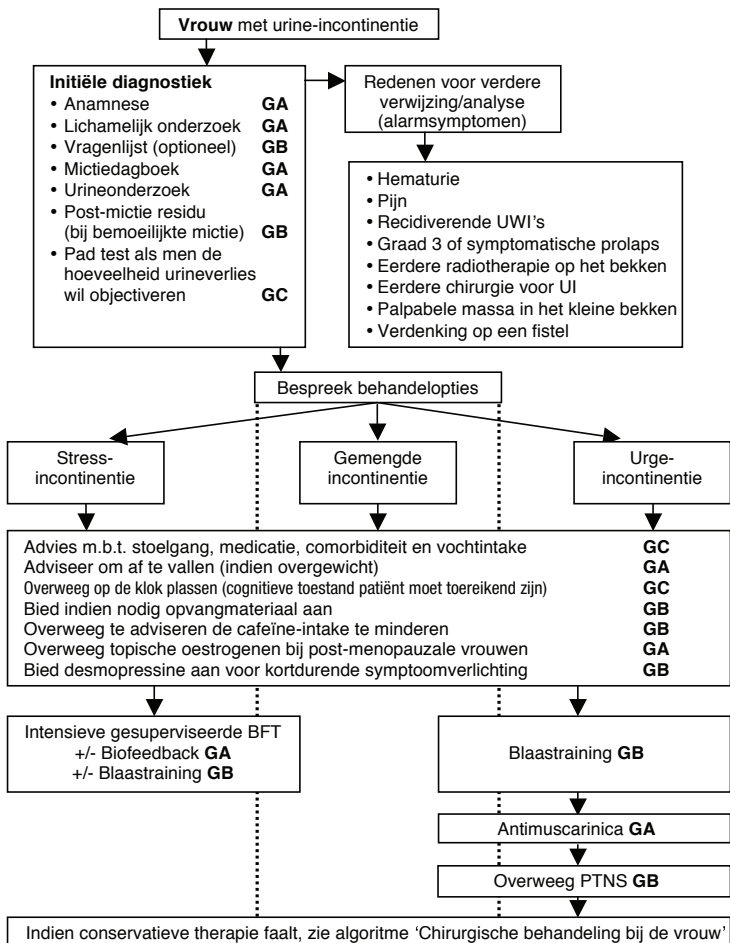 Vrouw met urine-incontinentie
Initiële diagnostiek
• Anamnese GA
• Lichamelijk onderzoek GA
• Vragenlijst (optioneel) GB
• Mictiedagboek GA
• Urineonderzoek GA
• Post-mictie residu
(bij bemoeilijkte mictie) GB
• Pad test als men de
hoeveelheid urineverlies
wil objectiveren GC
Redenen voor verdere
verwijzing/analyse
(alarmsymptomen)
• Hematurie
• Pijn
• Recidiverende UWI's
• Graad 3 of symptomatische prolaps
• Eerdere radiotherapie op het bekken
• Eerdere chirurgie voor UI
• Palpabele massa in het kleine bekken
• Verdenking op een fistel
Bespreek behandelopties
Stress-
incontinentie
Gemengde
incontinentie
Urge-
incontinentie
Advies m.b.t. stoelgang, medicatie, comorbiditeit en vochtintake GC
Adviseer om af te vallen (indien overgewicht) GA
Overweeg op de klok plassen (cognitieve toestand patiënt moet toereikend zijn) GC
Bied indien nodig opvangmateriaal aan GB
Overweeg te adviseren de cafeïne-intake te minderen GB
Overweeg topische oestrogenen bij post-menopauzale vrouwen GA
Bied desmopressine aan voor kortdurende symptoomverlichting GB
Intensieve gesuperviseerde BFT
+/- Biofeedback GA
+/- Blaastraining GB
Blaastraining GB
Antimuscarinica GA
Overweeg PTNS GB
Indien conservatieve therapie faalt, zie algoritme 'Chirurgische behandeling bij de vrouw'